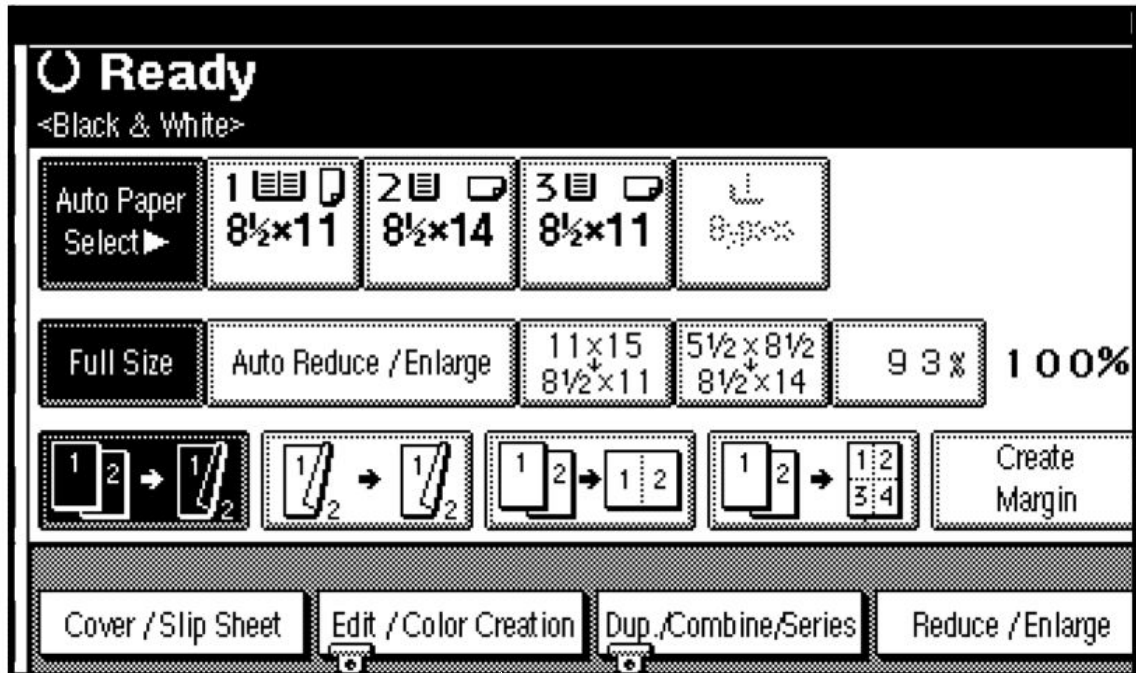 Ready
<Black & White>
Auto Paper
Select▶
1
8½×11
2
8½×14
3
8½×11
Bypass
Full Size
Auto Reduce / Enlarge
11×15
8½×11
5½×8½
8½×14
93%
100%
1 2 → 1 2
1 2 → 1 2
1 2 → 1 2
1 2 → 1 2
3 4
Create
Margin
Cover / Slip Sheet
Edit / Color Creation
Dup./Combine/Series
Reduce / Enlarge